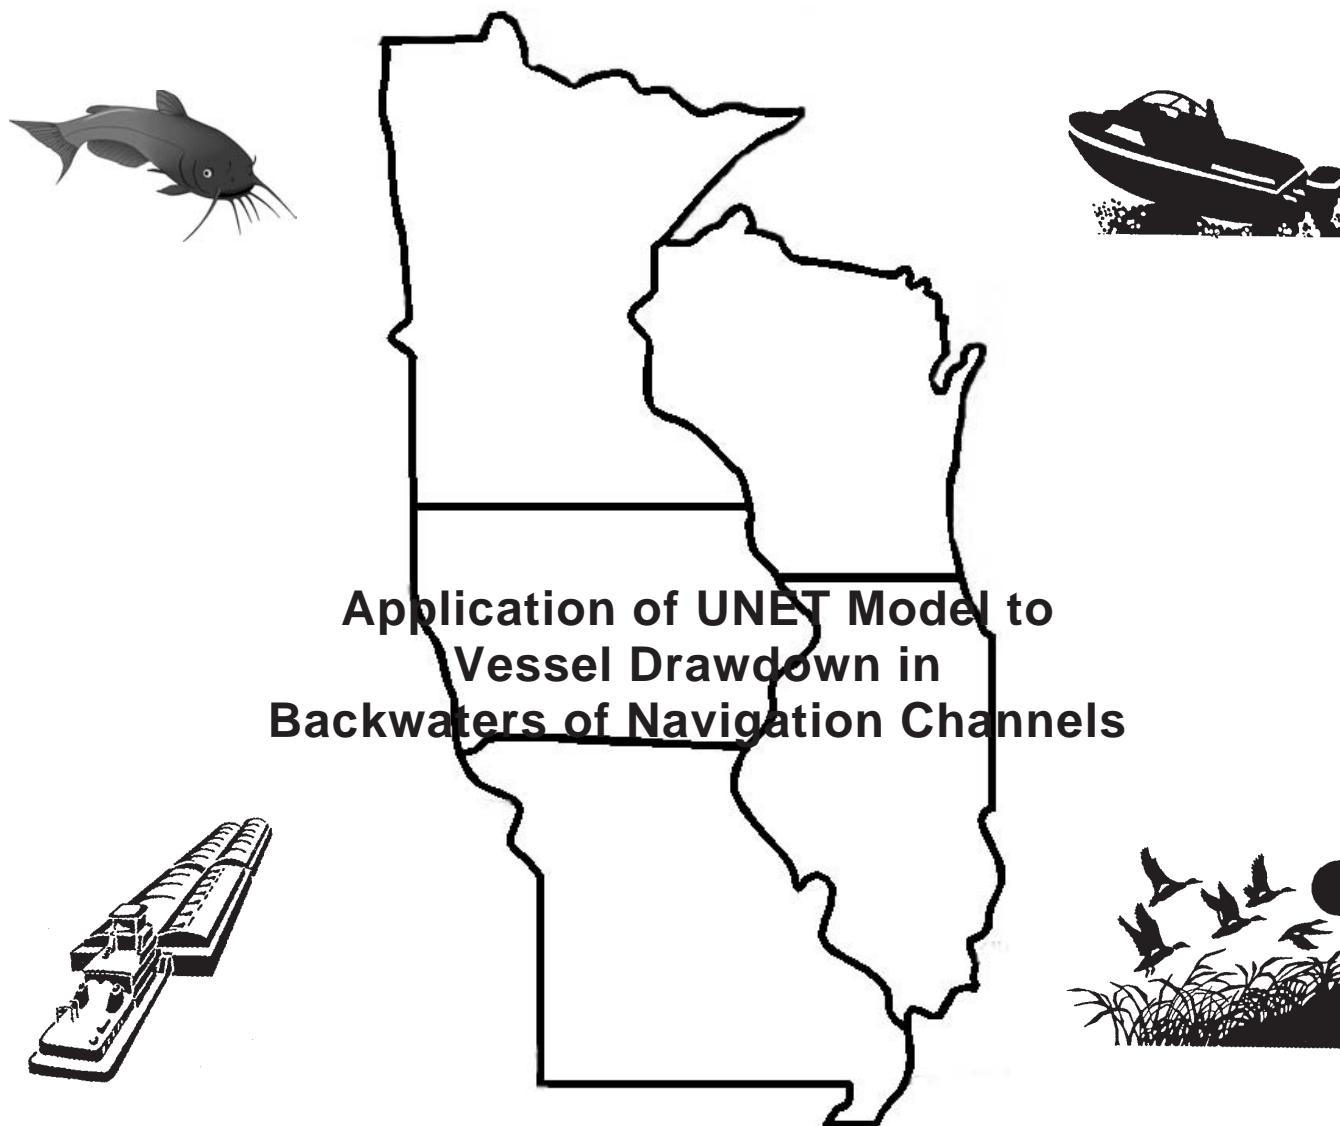 Application of UNET Model to
Vessel Drawdown in
Backwaters of Navigation Channels